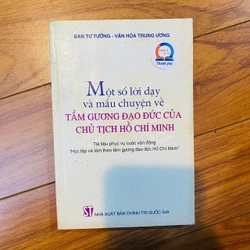 BAN TƯ TƯỞNG - VĂN HÓA TRUNG ƯƠNG
Một số lời dạy
và mẩu chuyện về
TẤM GƯƠNG ĐẠO ĐỨC CỦA
CHỦ TỊCH HỒ CHÍ MINH
Tài liệu phục vụ cuộc vận động
"Học tập và làm theo tấm gương đạo đức Hồ Chí Minh"
NHÀ XUẤT BẢN CHÍNH TRỊ QUỐC GIA